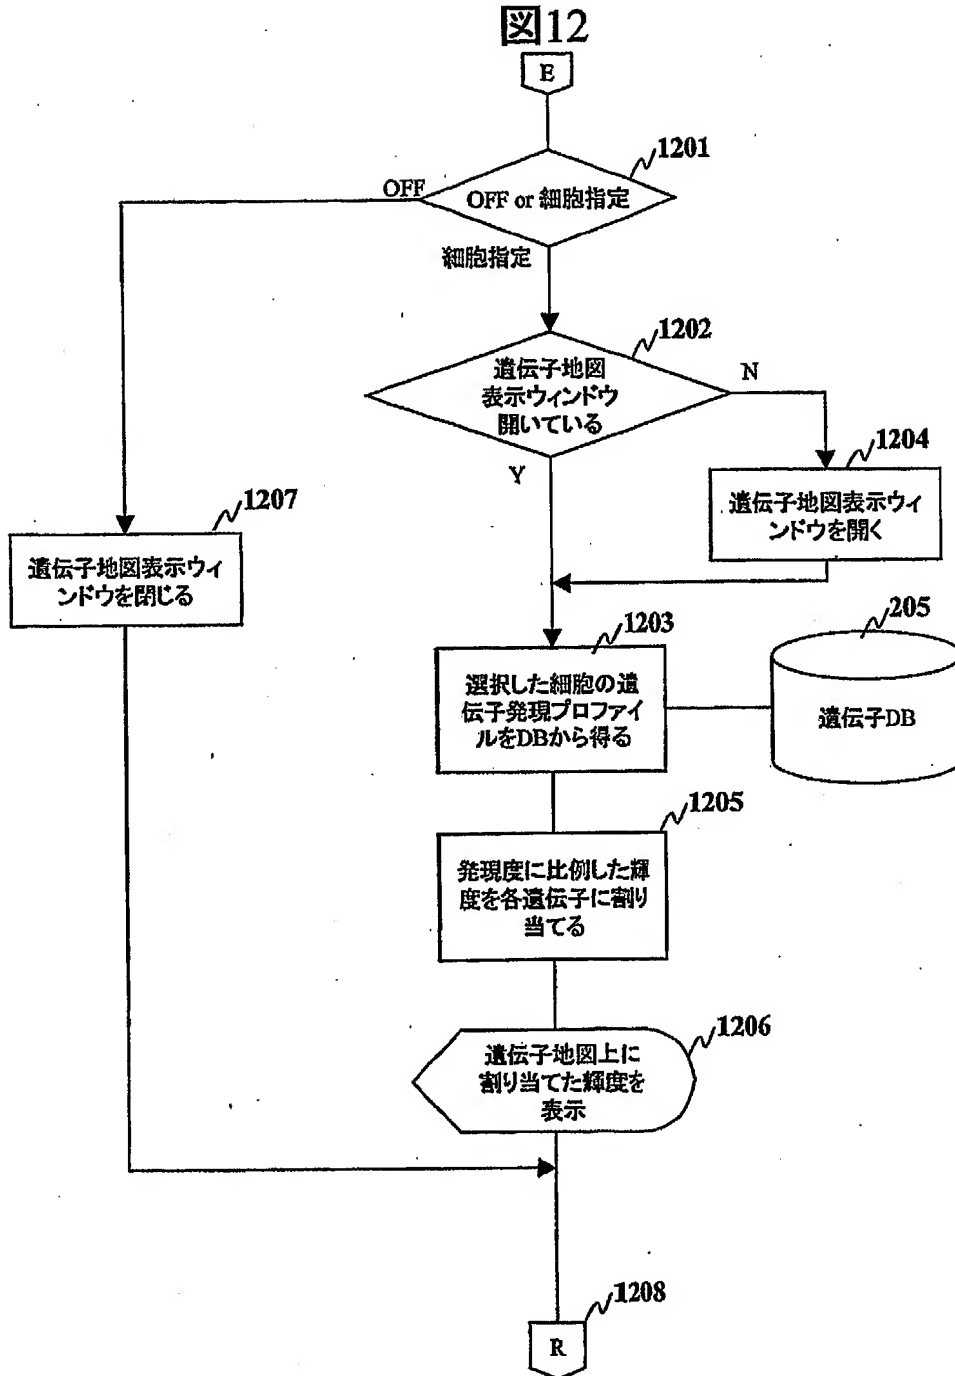 図12
E
1201
OFF
OFF or 細胞指定
細胞指定
1202
遺伝子地図
表示ウィンドウ
開いている
N
Y
1204
遺伝子地図表示ウィ
ンドウを開く
1207
遺伝子地図表示ウィ
ンドウを閉じる
1203
選択した細胞の遺
伝子発現プロファイ
ルをDBから得る
205
遺伝子DB
1205
発現度に比例した輝
度を各遺伝子に割り
当てる
1206
遺伝子地図上に
割り当てた輝度を
表示
1208
R